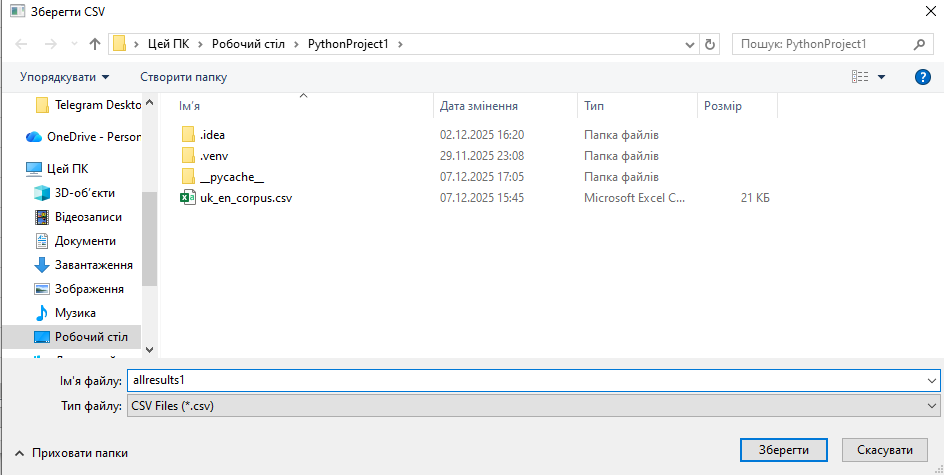 Зберегти CSV
Цей ПК > Робочий стіл > PythonProject1 >
Пошук: PythonProject1
Упорядкувати
Створити папку
?
Ім’я
Дата змінення
Тип
Розмір
Telegram Deskto
OneDrive - Person
Цей ПК
3D-об’єкти
Відеозаписи
Документи
Завантаження
Зображення
Музика
Робочий стіл
.idea 02.12.2025 16:20 Папка файлів
.venv 29.11.2025 23:08 Папка файлів
__pycache__ 07.12.2025 17:05 Папка файлів
uk_en_corpus.csv 07.12.2025 15:45 Microsoft Excel C... 21 КБ
Ім’я файлу: allresults1
Тип файлу: CSV Files (*.csv)
Приховати папки
Зберегти
Скасувати